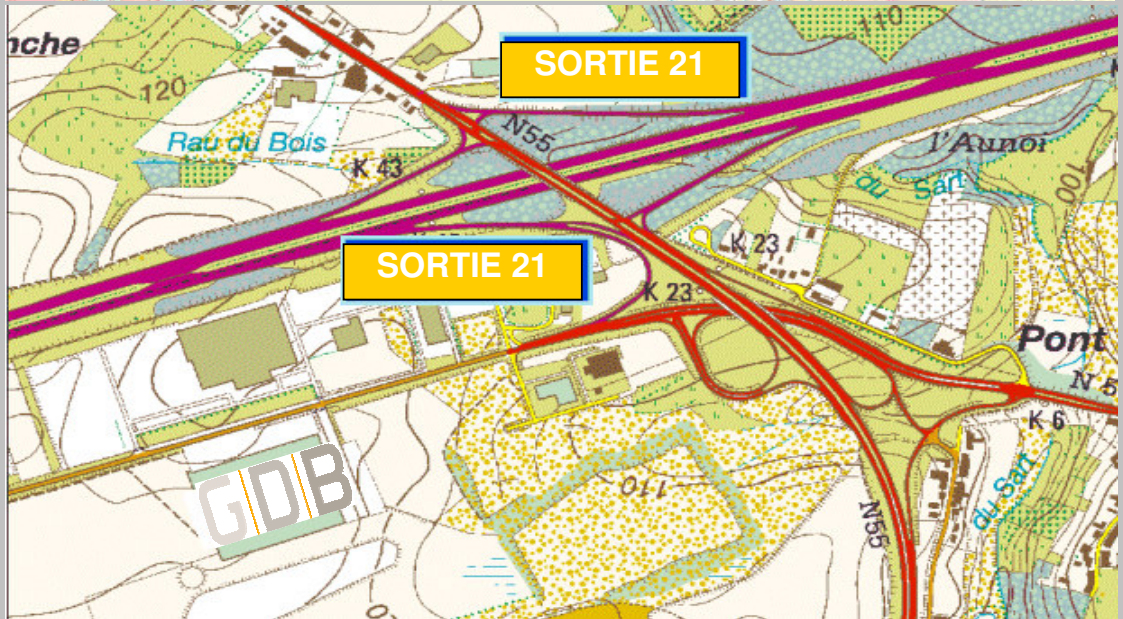 110
nche
SORTIE 21
120
N55
Rau du Bois
l'Aunoi
K 43
100
du Sart
K 23
SORTIE 21
K 23
Pont
N 5
K 6
GDB
110
du Sart
N55
0